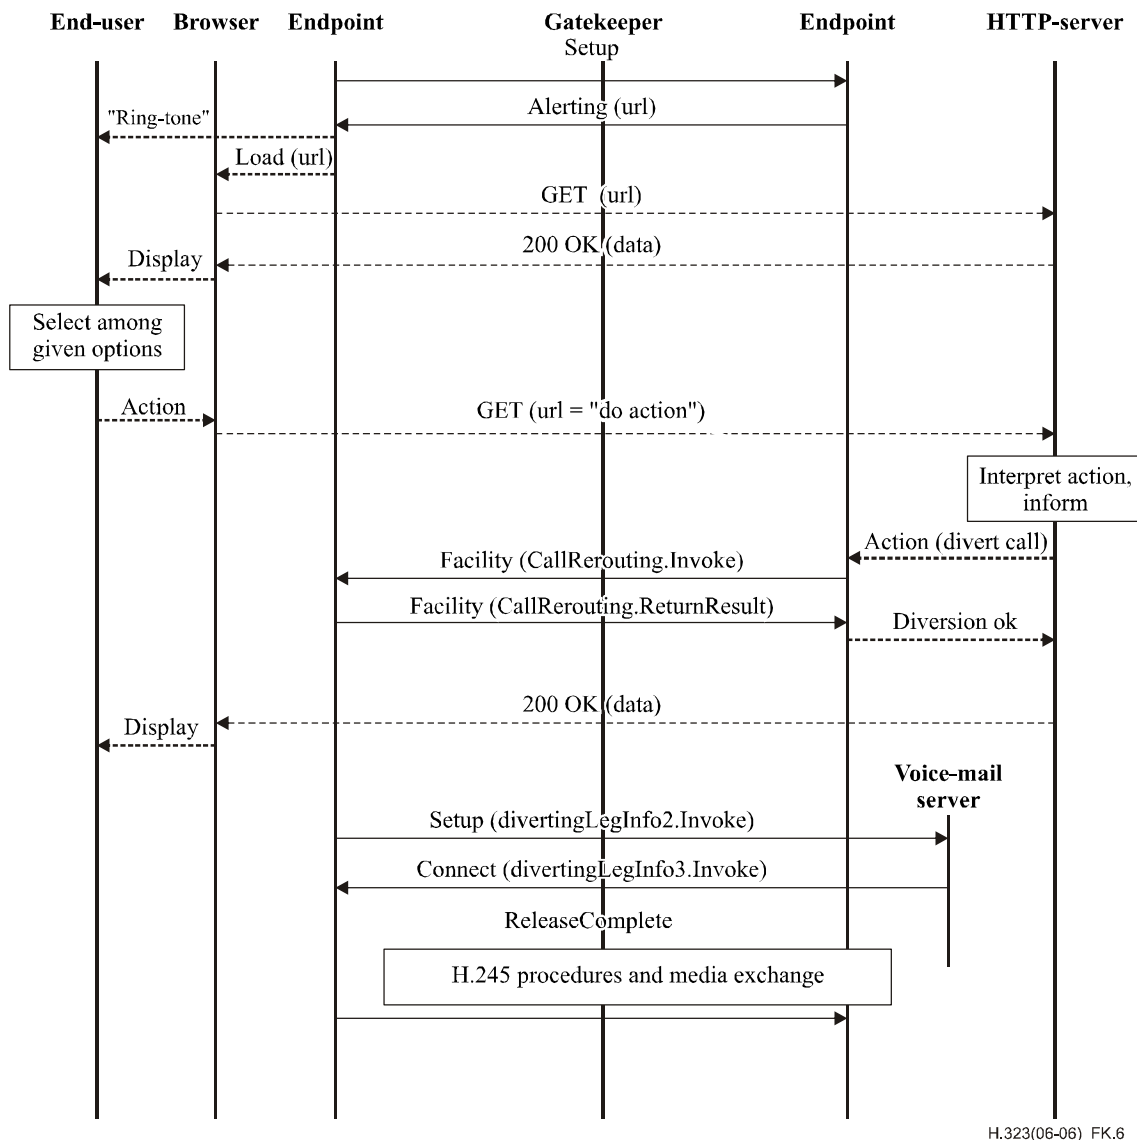 End-user Browser Endpoint Gatekeeper Endpoint HTTP-server
Setup
Alerting (url)
"Ring-tone"
Load (url)
GET (url)
200 OK (data)
Display
Select among
given options
Action
GET (url = "do action")
Interpret action,
inform
Action (divert call)
Facility (CallRerouting.Invoke)
Facility (CallRerouting.ReturnResult)
Diversion ok
200 OK (data)
Display
Voice-mail
server
Setup (divertingLegInfo2.Invoke)
Connect (divertingLegInfo3.Invoke)
ReleaseComplete
H.245 procedures and media exchange
H.323(06-06)_FK.6